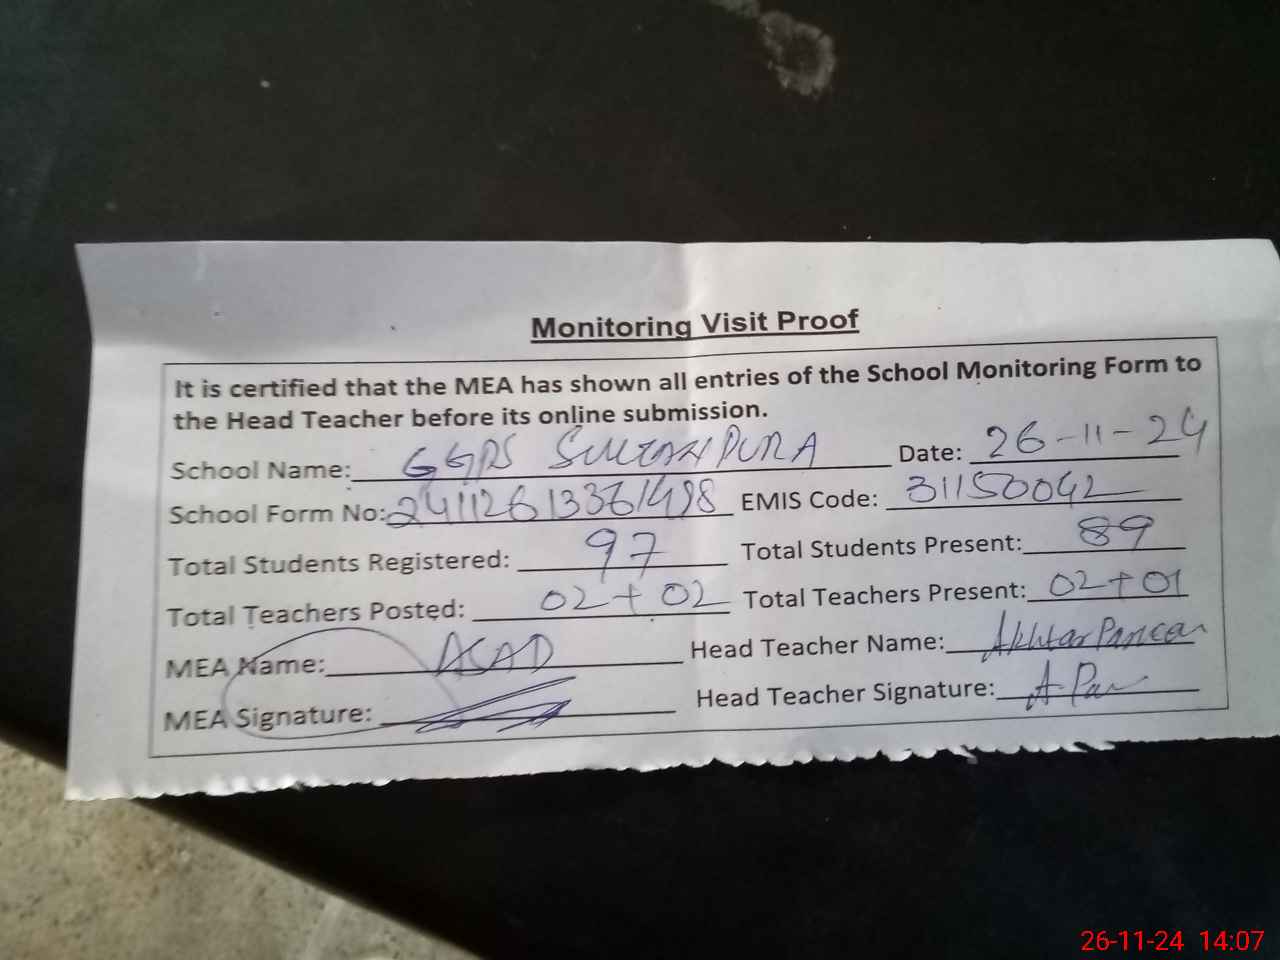 Monitoring Visit Proof
It is certified that the MEA has shown all entries of the School Monitoring Form to
the Head Teacher before its online submission.
School Name: GGPS SULTANPURA Date: 26-11-24
School Form No: EMIS Code: 31150042
Total Students Registered: 97 Total Students Present: 89
Total Teachers Posted: 02+02 Total Teachers Present: 02+01
MEA Name: ASAD Head Teacher Name: Akhtar
MEA Signature: Head Teacher Signature:
26-11-24 14:07